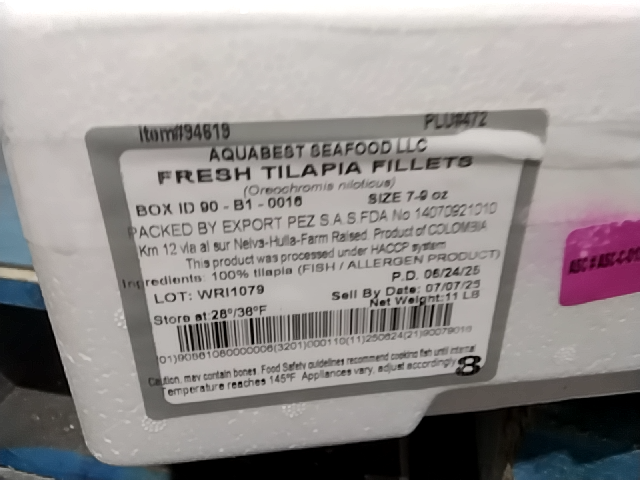 Item#94619 PLU#472
AQUABEST SEAFOOD LLC
FRESH TILAPIA FILLETS
(Oreochromis niloticus)
BOX ID 90 - B1 - 0016 SIZE 7-9 oz
PACKED BY EXPORT PEZ S.A.S.FDA No 14070921010
Km 12 via al sur Neiva-Huila-Farm Raised. Product of COLOMBIA
This product was processed under HACCP system
Ingredients: 100% tilapia (FISH / ALLERGEN PRODUCT)
P.D. 06/24/25
LOT: WRI1079 Sell By Date: 07/07/25
Net Weight:11 LB
Store at 28°/38°F
Caution, may contain bones. Food Safety guidelines recommend cooking fish until internal
Temperature reaches 145°F. Appliances vary, adjust accordingly
8